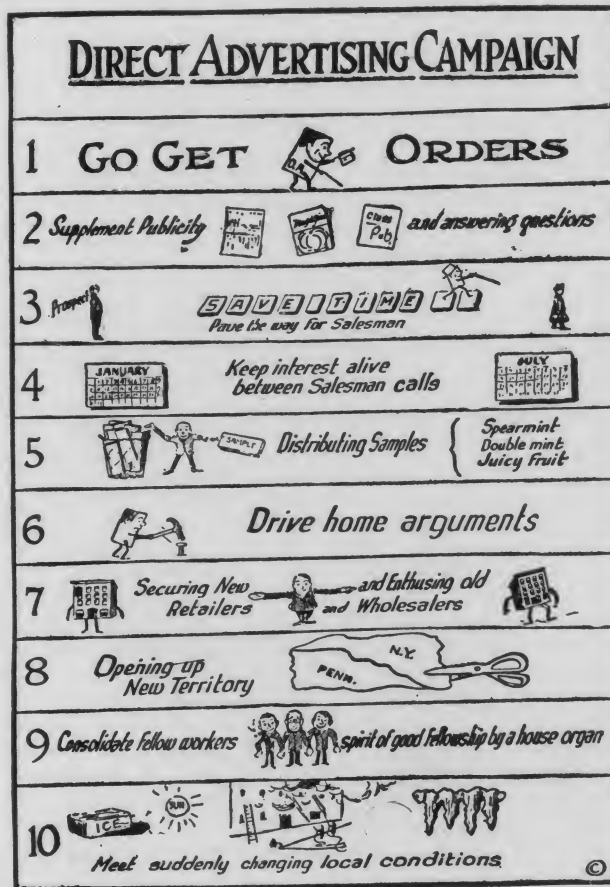 DIRECT ADVERTISING CAMPAIGN
1 GO GET ORDERS
D.A.
2 Supplement Publicity and answering questions
Class
Pub.
3 Prospect SAVE TIME
Pave the way for Salesman
4 JANUARY Keep interest alive JULY
between Salesman calls
5 SAMPLE Distributing Samples
Spearmint
Double mint
Juicy Fruit
6 Drive home arguments
7 Securing New and Enthusing old
Retailers and Wholesalers
8 Opening up
New Territory
N.Y.
PENN.
9 Consolidate Fellow workers spirit of good fellowship by a house organ
10 ICE SUN
Meet suddenly changing local conditions
©